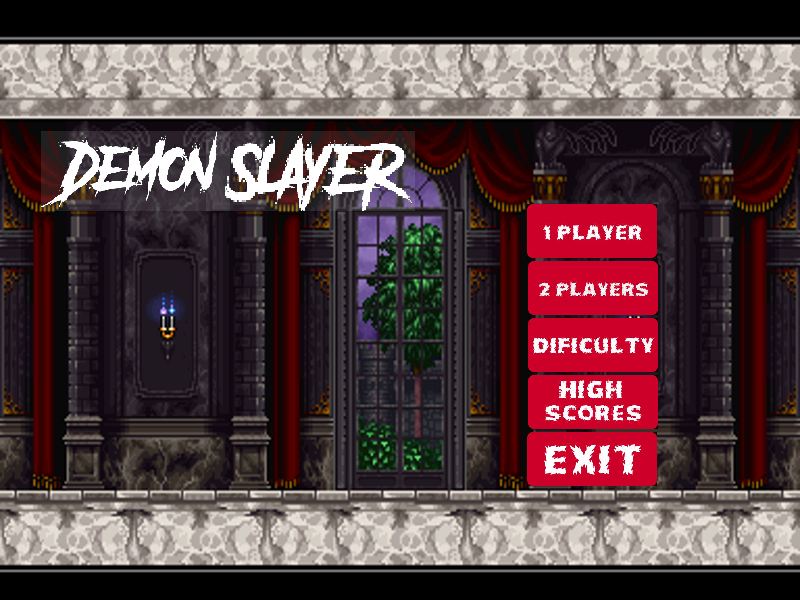 DEMON SLAYER
1 PLAYER
2 PLAYERS
DIFICULTY
HIGH
SCORES
EXIT